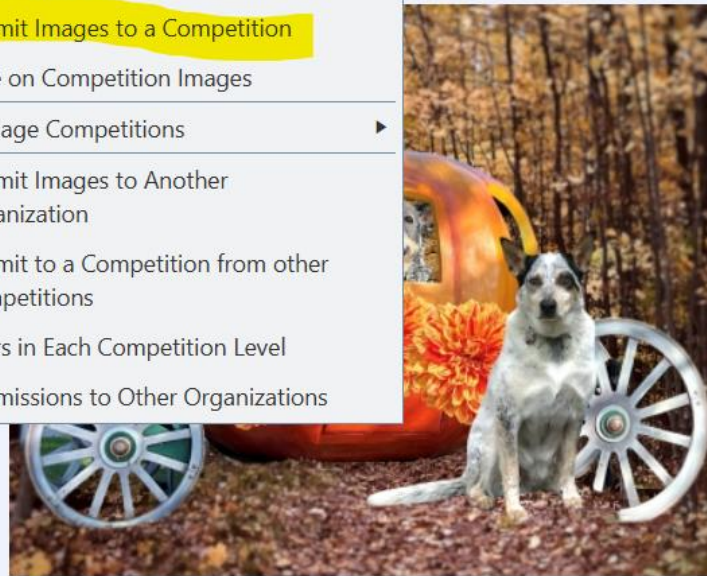 mit Images to a Competition
e on Competition Images
age Competitions
mit Images to Another
anization
mit to a Competition from other
petitions
rs in Each Competition Level
missions to Other Organizations